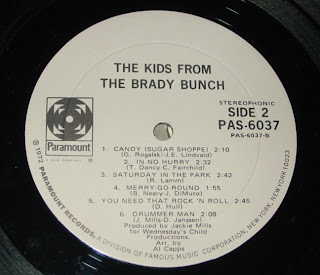 THE KIDS FROM
THE BRADY BUNCH
Paramount
STEREOPHONIC
SIDE 2
PAS-6037
PAS-6037-B
1. CANDY (SUGAR SHOPPE) 2:10
(G. Rogalski-J.E. Lindvald)
2. IN NO HURRY 2:32
(T. Dancy-C. Fairchild)
3. SATURDAY IN THE PARK 2:42
(R. Lamm)
4. MERRY-GO-ROUND 1:55
(B. Neary-J. DiMuro)
5. YOU NEED THAT ROCK 'N ROLL 2:45
(D. Hull)
6. DRUMMER MAN 2:08
(J. Mills-D. Janssen)
Produced by Jackie Mills
for Wednesday's Child
Productions.
Arr. by
Al Capps
PARAMOUNT RECORDS, A DIVISION OF FAMOUS MUSIC CORPORATION, NEW YORK, NEW YORK 10023